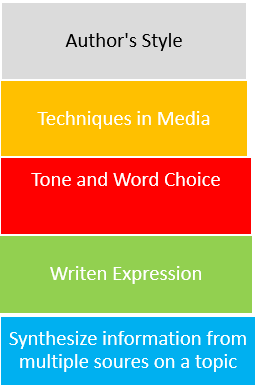 Author's Style
Techniques in Media
Tone and Word Choice
Writen Expression
Synthesize information from
multiple soures on a topic